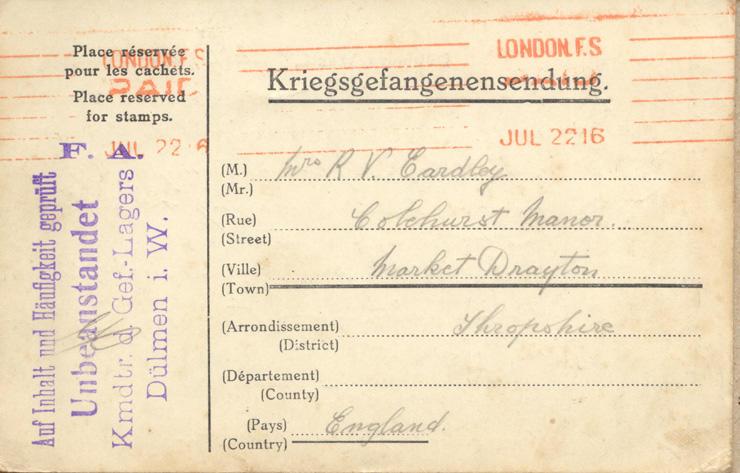 Place réservée
pour les cachets.
Place reserved
for stamps.
LONDON.F.S
PAID
JUL 22 6
F. A.
Auf Inhalt und Häufigkeit geprüft
Unbeanstandet
Kmdtr. d. Gef.-Lagers
Dülmen i. W.
LONDON.F.S
JUL 22 16
Kriegsgefangenensendung.
(M.) Mrs R V. Eardley
(Mr.)
(Rue) Colehurst Manor.
(Street)
(Ville) Market Drayton
(Town)
(Arrondissement) Shropshire
(District)
(Département)
(County)
(Pays) England.
(Country)